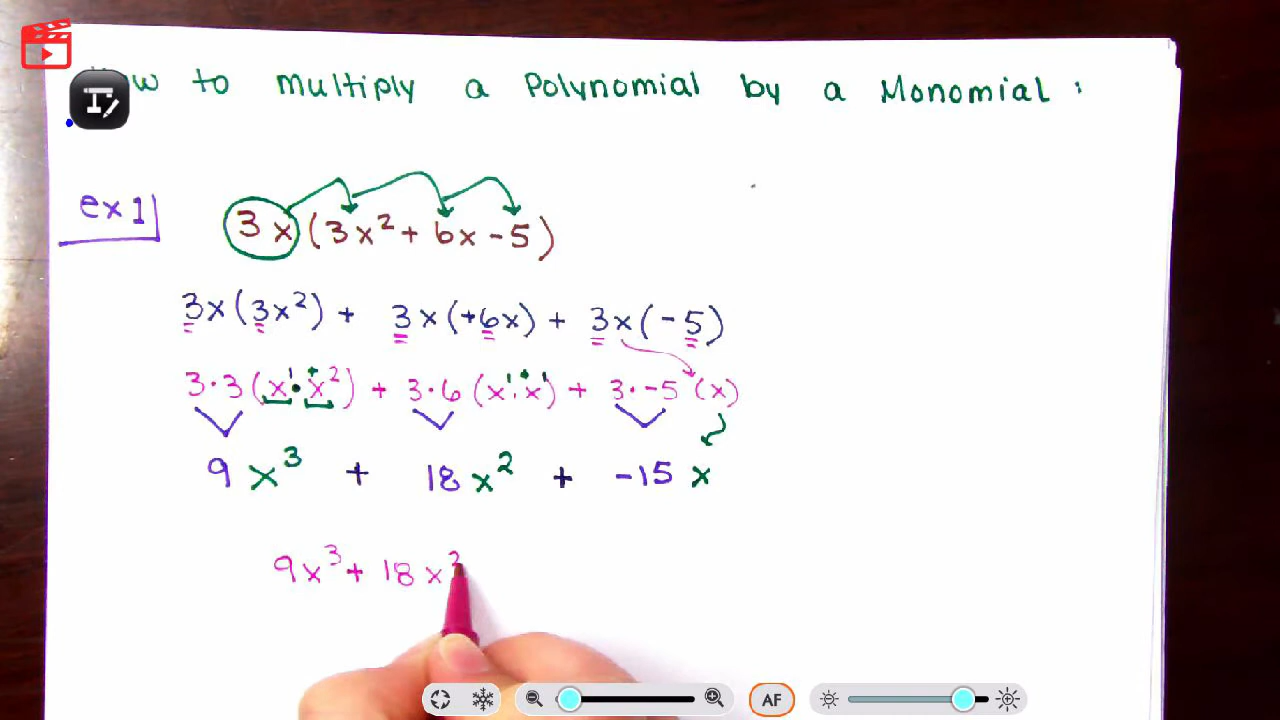 to multiply a Polynomial by a Monomial :
ex 1
3x(3x² + 6x - 5)
3x(3x²) + 3x(+6x) + 3x(-5)
3·3(x¹·x²) + 3·6(x¹·x¹) + 3·-5(x)
9x³ + 18x² + -15x
9x³ + 18x²
AF